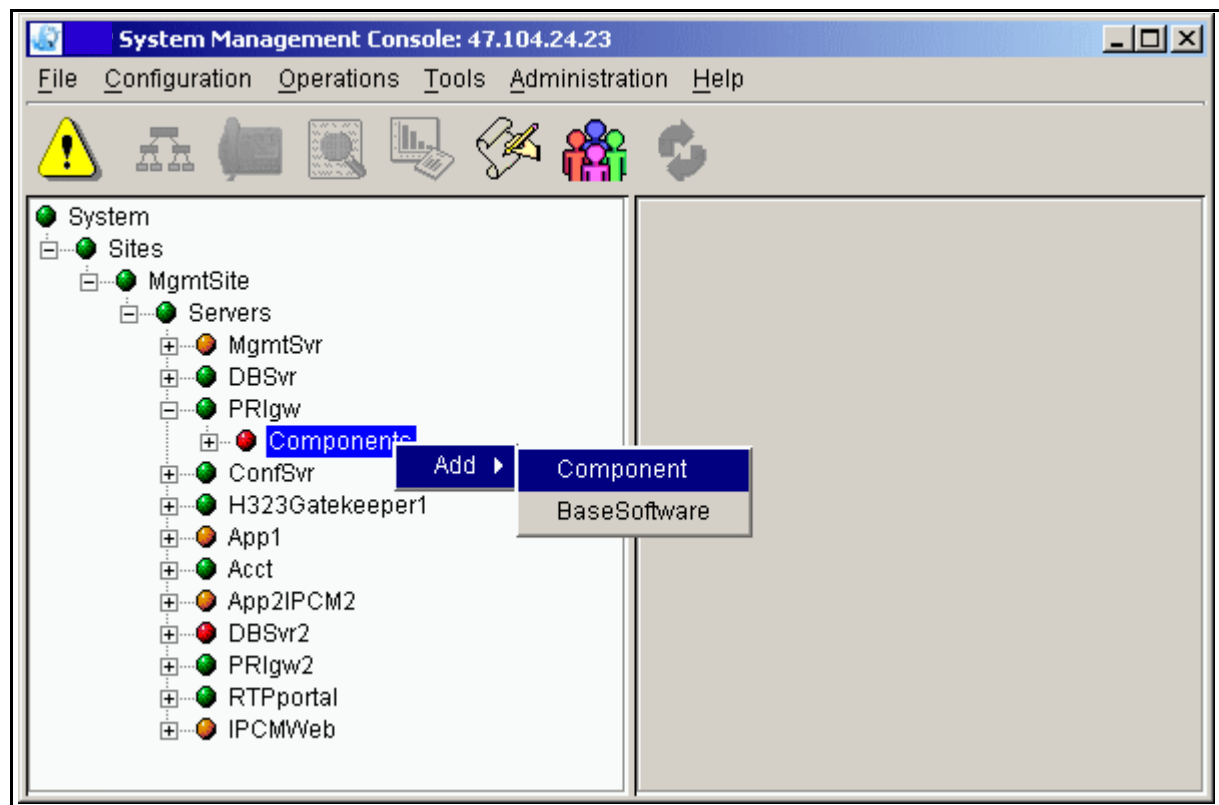 System Management Console: 47.104.24.23
File Configuration Operations Tools Administration Help
System
Sites
MgmtSite
Servers
MgmtSvr
DBSvr
PRIgw
Components
Add
Component
BaseSoftware
ConfSvr
H323Gatekeeper1
App1
Acct
App2IPCM2
DBSvr2
PRIgw2
RTPportal
IPCMWeb